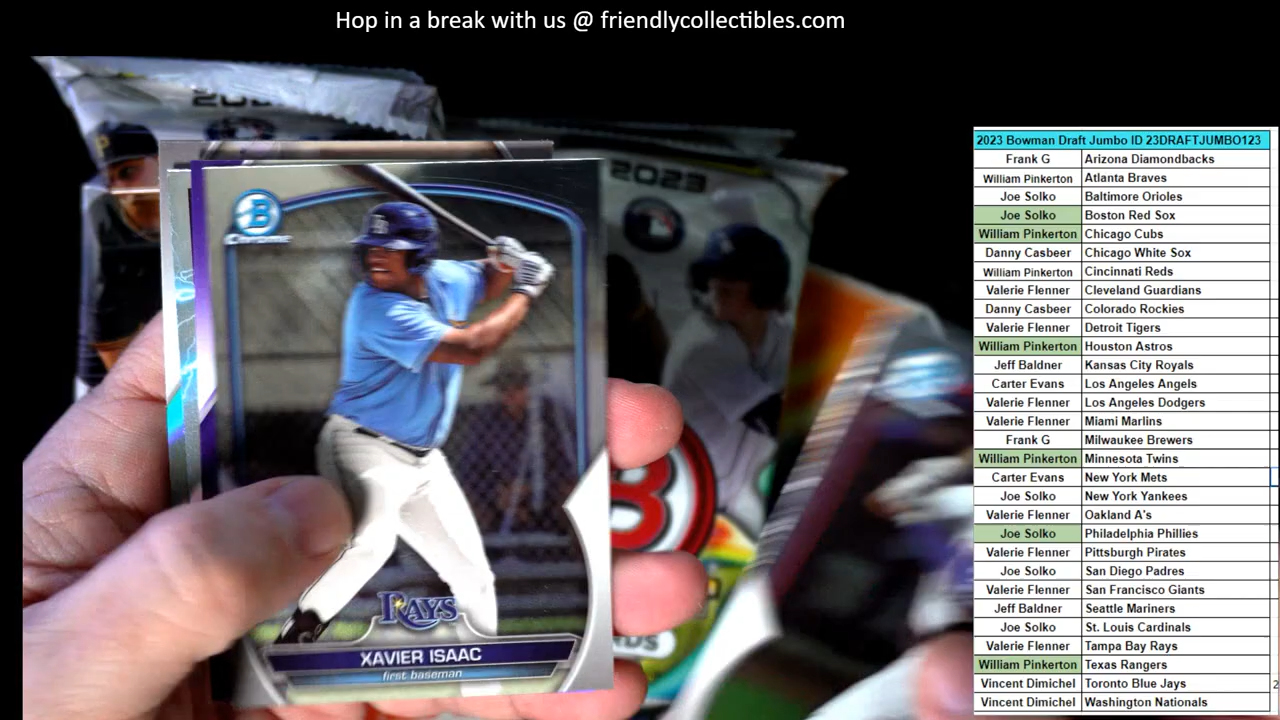 Hop in a break with us @ friendlycollectibles.com
2023
B
Chrome
B
RAYS
XAVIER ISAAC
first baseman
2023 Bowman Draft Jumbo ID 23DRAFTJUMBO123
Frank G Arizona Diamondbacks
William Pinkerton Atlanta Braves
Joe Solko Baltimore Orioles
Joe Solko Boston Red Sox
William Pinkerton Chicago Cubs
Danny Casbeer Chicago White Sox
William Pinkerton Cincinnati Reds
Valerie Flenner Cleveland Guardians
Danny Casbeer Colorado Rockies
Valerie Flenner Detroit Tigers
William Pinkerton Houston Astros
Jeff Baldner Kansas City Royals
Carter Evans Los Angeles Angels
Valerie Flenner Los Angeles Dodgers
Valerie Flenner Miami Marlins
Frank G Milwaukee Brewers
William Pinkerton Minnesota Twins
Carter Evans New York Mets
Joe Solko New York Yankees
Valerie Flenner Oakland A's
Joe Solko Philadelphia Phillies
Valerie Flenner Pittsburgh Pirates
Joe Solko San Diego Padres
Valerie Flenner San Francisco Giants
Jeff Baldner Seattle Mariners
Joe Solko St. Louis Cardinals
Valerie Flenner Tampa Bay Rays
William Pinkerton Texas Rangers
Vincent Dimichel Toronto Blue Jays 2
Vincent Dimichel Washington Nationals